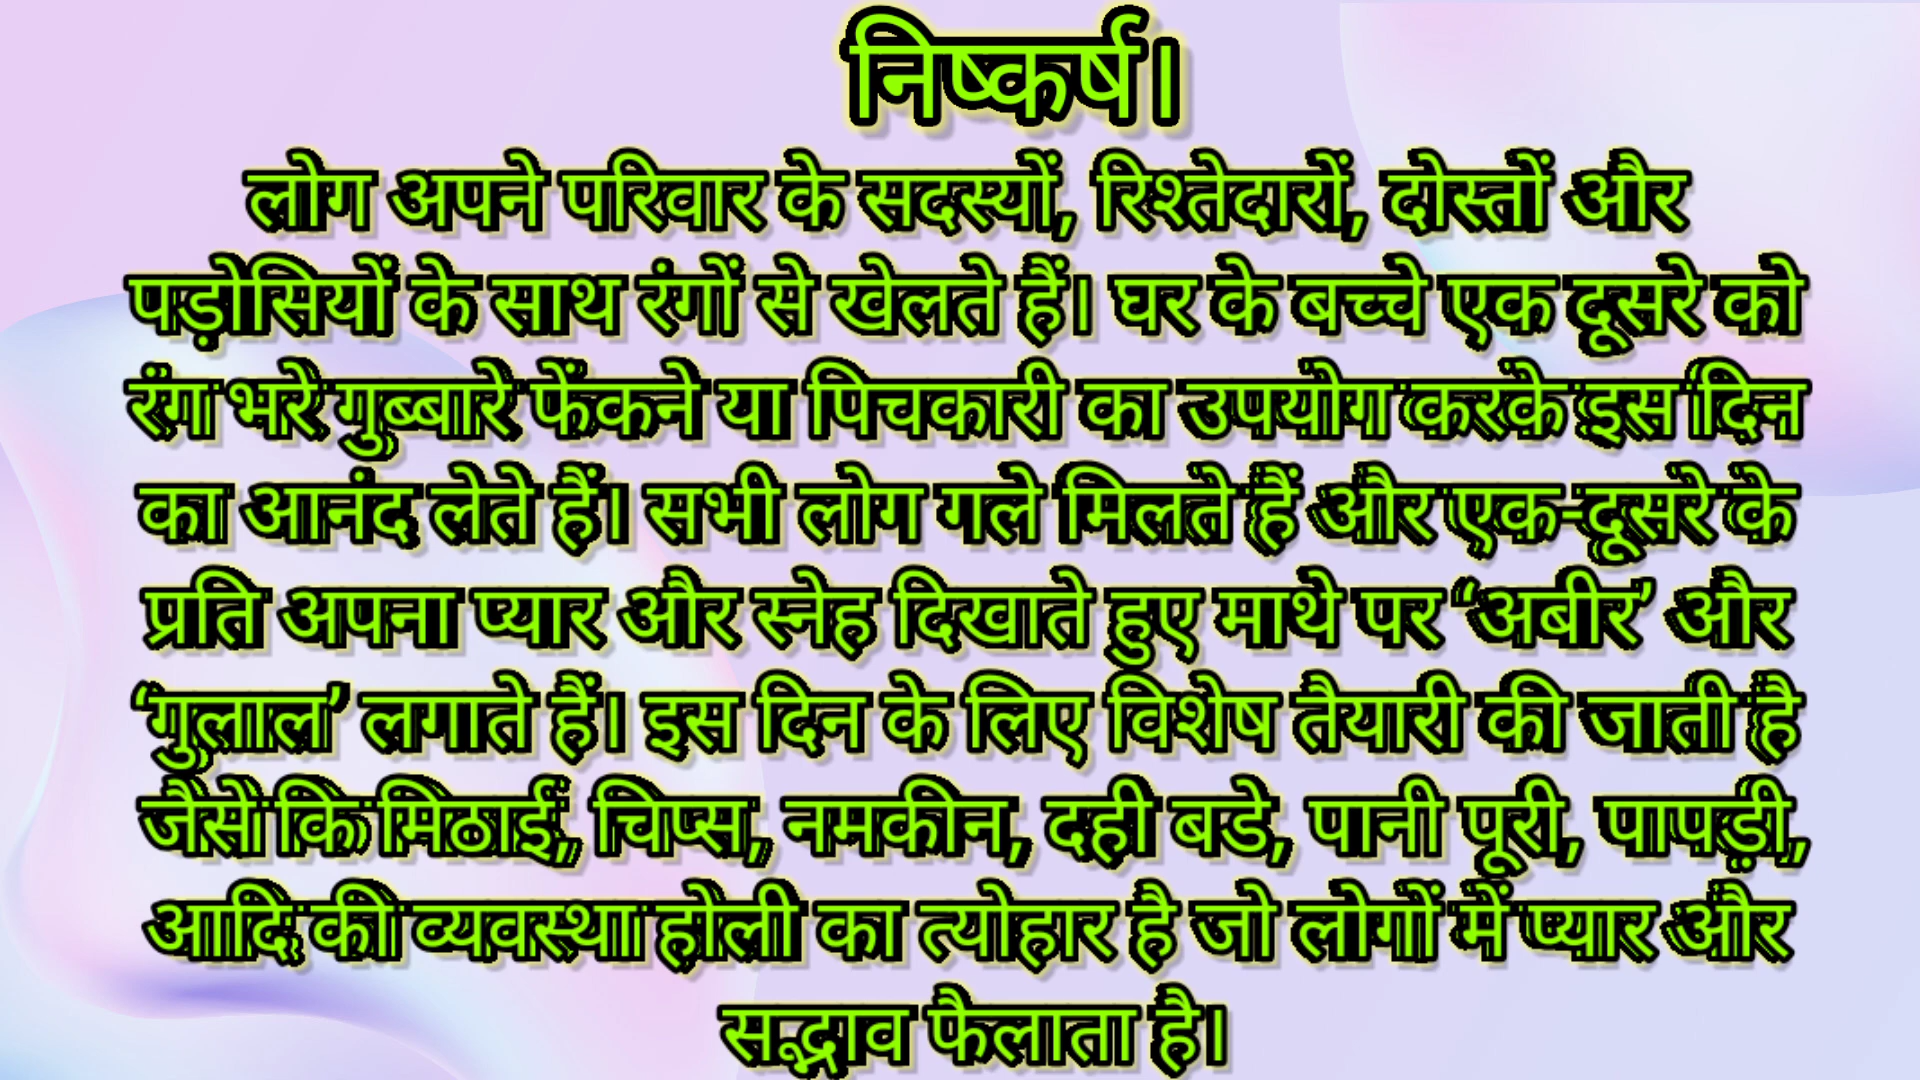 निष्कर्ष।
लोग अपने परिवार के सदस्यों, रिश्तेदारों, दोस्तों और
पड़ोसियों के साथ रंगों से खेलते हैं। घर के बच्चे एक दूसरे को
रंग भरे गुब्बारे फेंकने या पिचकारी का उपयोग करके इस दिन
का आनंद लेते हैं। सभी लोग गले मिलते हैं और एक-दूसरे के
प्रति अपना प्यार और स्नेह दिखाते हुए माथे पर ‘अबीर’ और
‘गुलाल’ लगाते हैं। इस दिन के लिए विशेष तैयारी की जाती है
जैसे कि मिठाई, चिप्स, नमकीन, दही बडे, पानी पूरी, पापड़ी,
आदि की व्यवस्था होली का त्योहार है जो लोगों में प्यार और
सद्भाव फैलाता है।